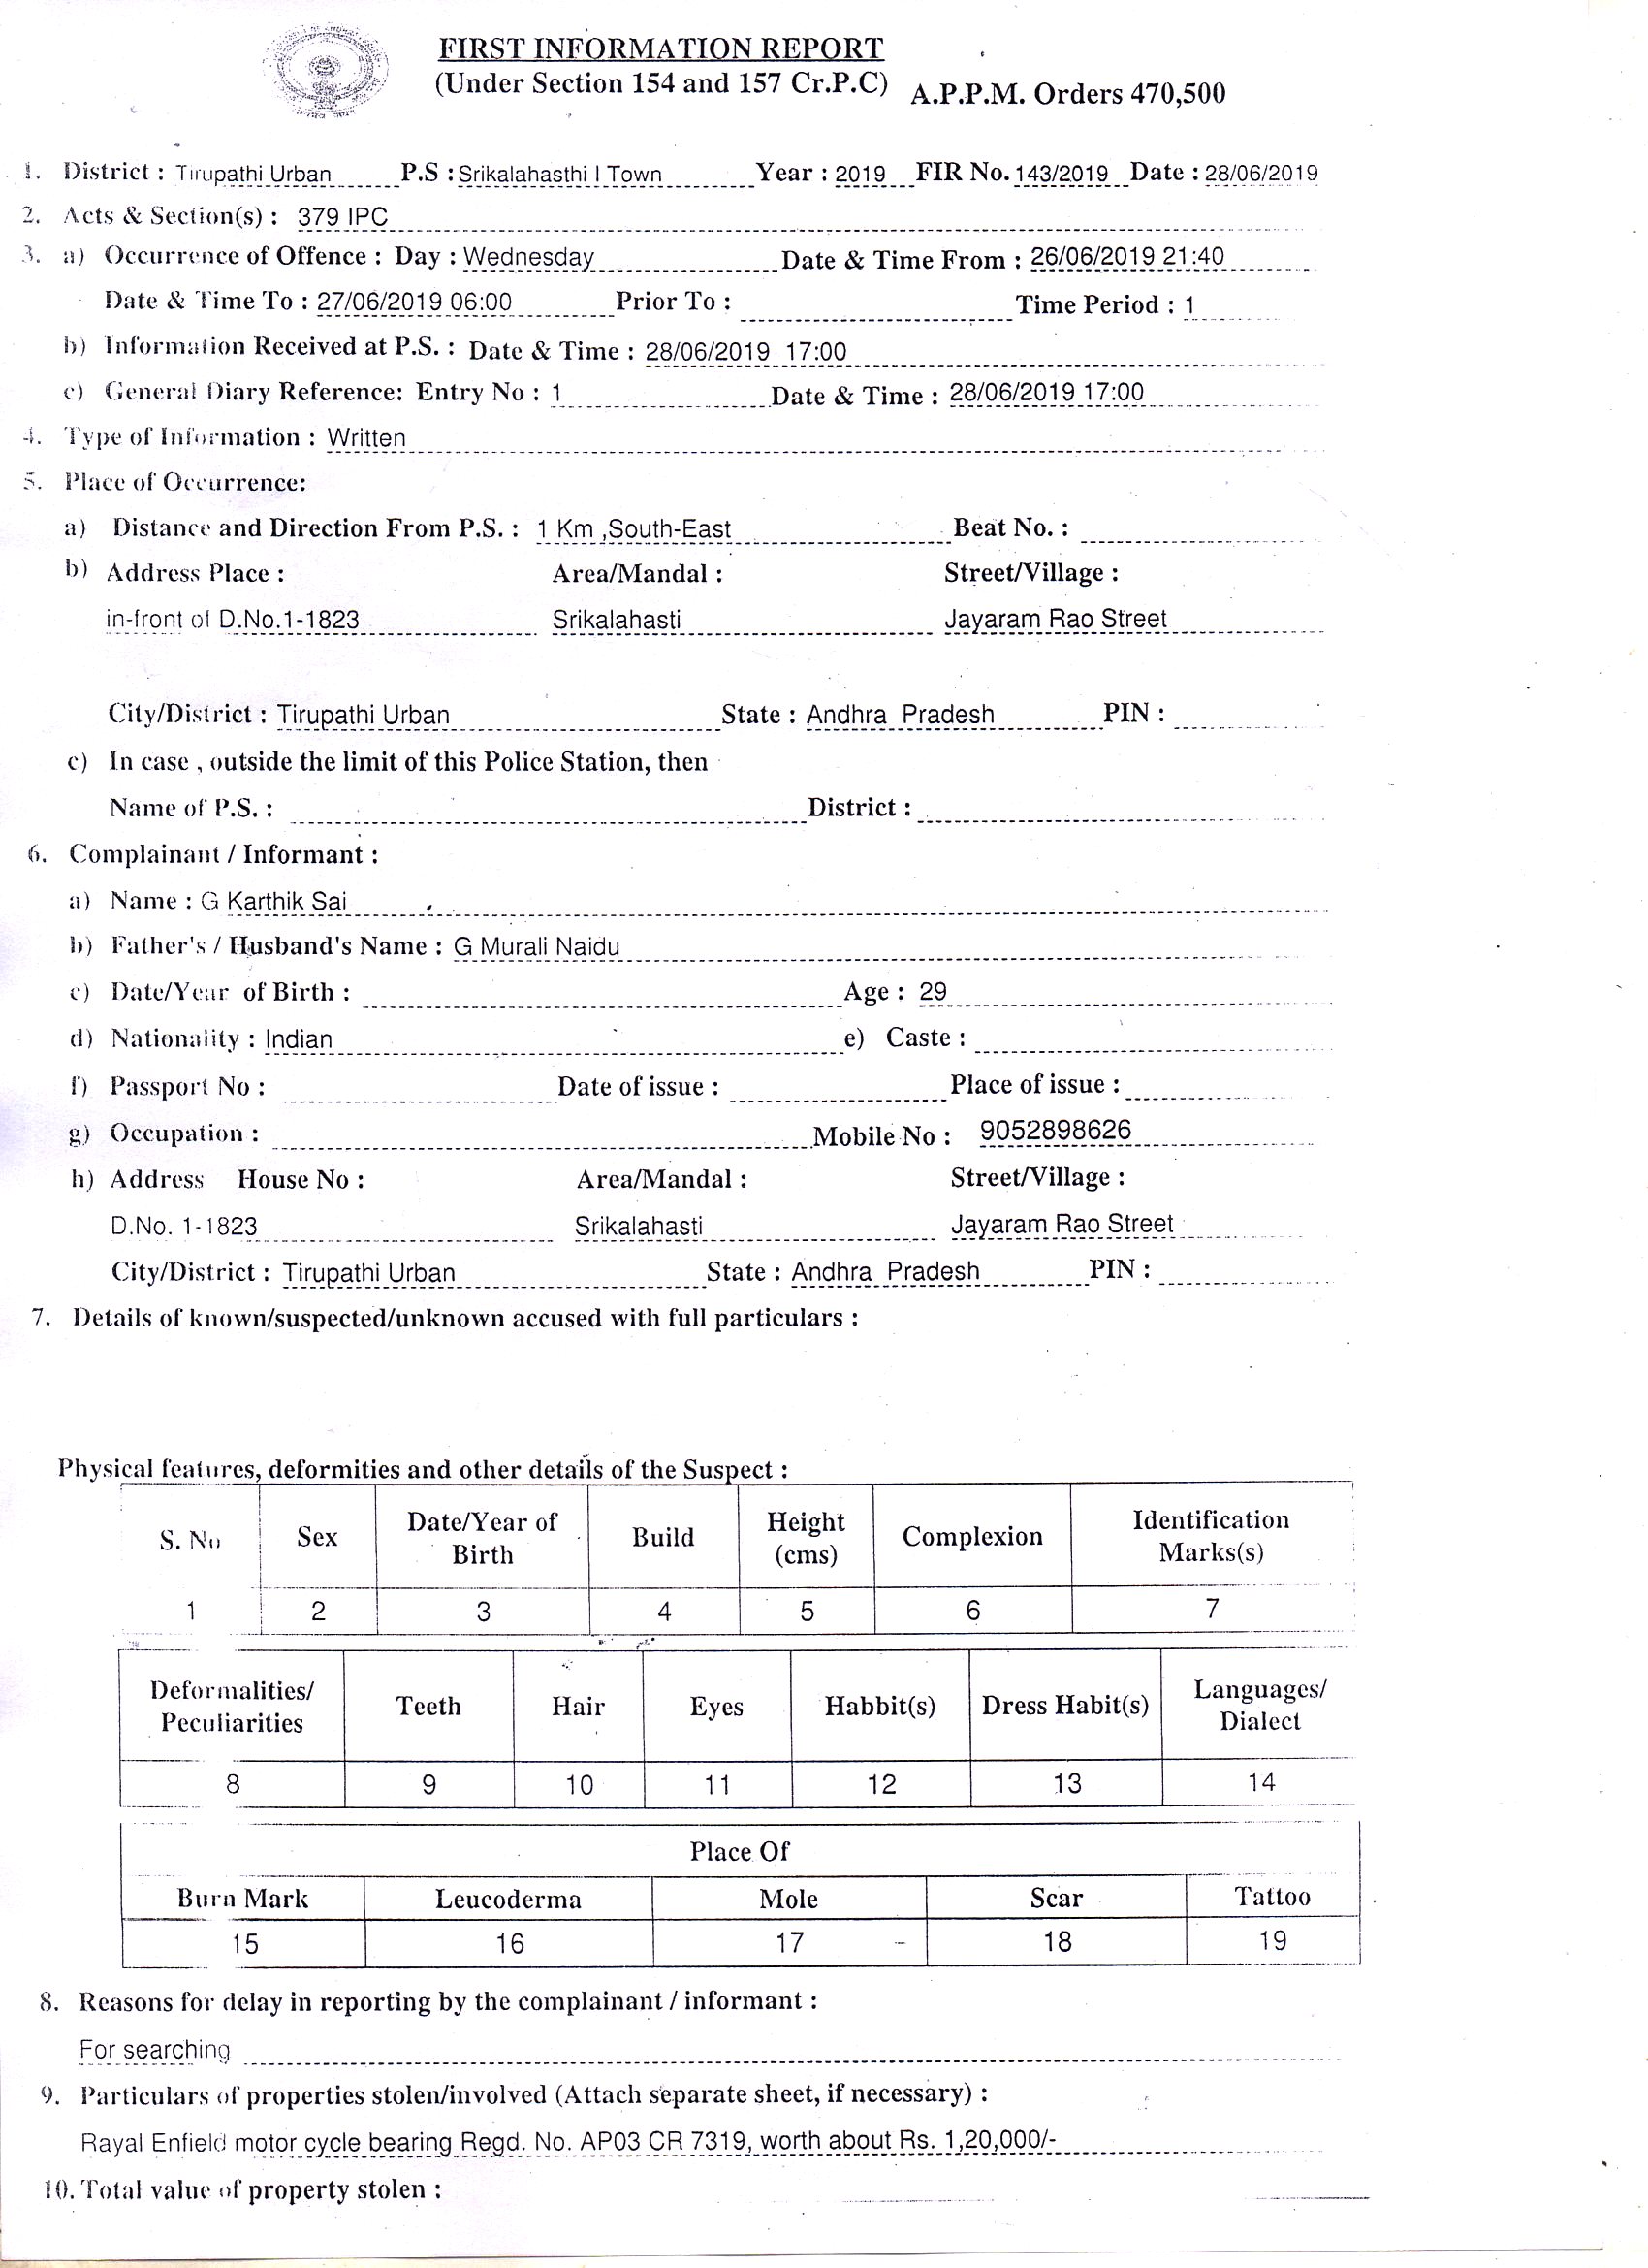 FIRST INFORMATION REPORT
(Under Section 154 and 157 Cr.P.C) A.P.P.M. Orders 470,500
1. District : Tirupathi Urban P.S : Srikalahasthi I Town Year : 2019 FIR No. 143/2019 Date : 28/06/2019
2. Acts & Section(s) : 379 IPC
3. a) Occurrence of Offence : Day : Wednesday Date & Time From : 26/06/2019 21:40
Date & Time To : 27/06/2019 06:00 Prior To : Time Period : 1
b) Information Received at P.S. : Date & Time : 28/06/2019 17:00
c) General Diary Reference: Entry No : 1 Date & Time : 28/06/2019 17:00
4. Type of Information : Written
5. Place of Occurrence:
a) Distance and Direction From P.S. : 1 Km ,South-East Beat No. :
b) Address Place : Area/Mandal : Street/Village :
in-front of D.No.1-1823 Srikalahasti Jayaram Rao Street
City/District : Tirupathi Urban State : Andhra Pradesh PIN :
c) In case , outside the limit of this Police Station, then
Name of P.S. : District :
6. Complainant / Informant :
a) Name : G Karthik Sai
b) Father's / Husband's Name : G Murali Naidu
c) Date/Year of Birth : Age : 29
d) Nationality : Indian e) Caste :
f) Passport No : Date of issue : Place of issue :
g) Occupation : Mobile No : 9052898626
h) Address House No : Area/Mandal : Street/Village :
D.No. 1-1823 Srikalahasti Jayaram Rao Street
City/District : Tirupathi Urban State : Andhra Pradesh PIN :
7. Details of known/suspected/unknown accused with full particulars :
Physical features, deformities and other details of the Suspect :
S. No Sex Date/Year of Birth Build Height (cms) Complexion Identification Marks(s)
1 2 3 4 5 6 7
Deformalities/ Peculiarities Teeth Hair Eyes Habbit(s) Dress Habit(s) Languages/ Dialect
8 9 10 11 12 13 14
Place Of
Burn Mark Leucoderma Mole Scar Tattoo
15 16 17 18 19
8. Reasons for delay in reporting by the complainant / informant :
For searching
9. Particulars of properties stolen/involved (Attach separate sheet, if necessary) :
Rayal Enfield motor cycle bearing Regd. No. AP03 CR 7319, worth about Rs. 1,20,000/-
10. Total value of property stolen :